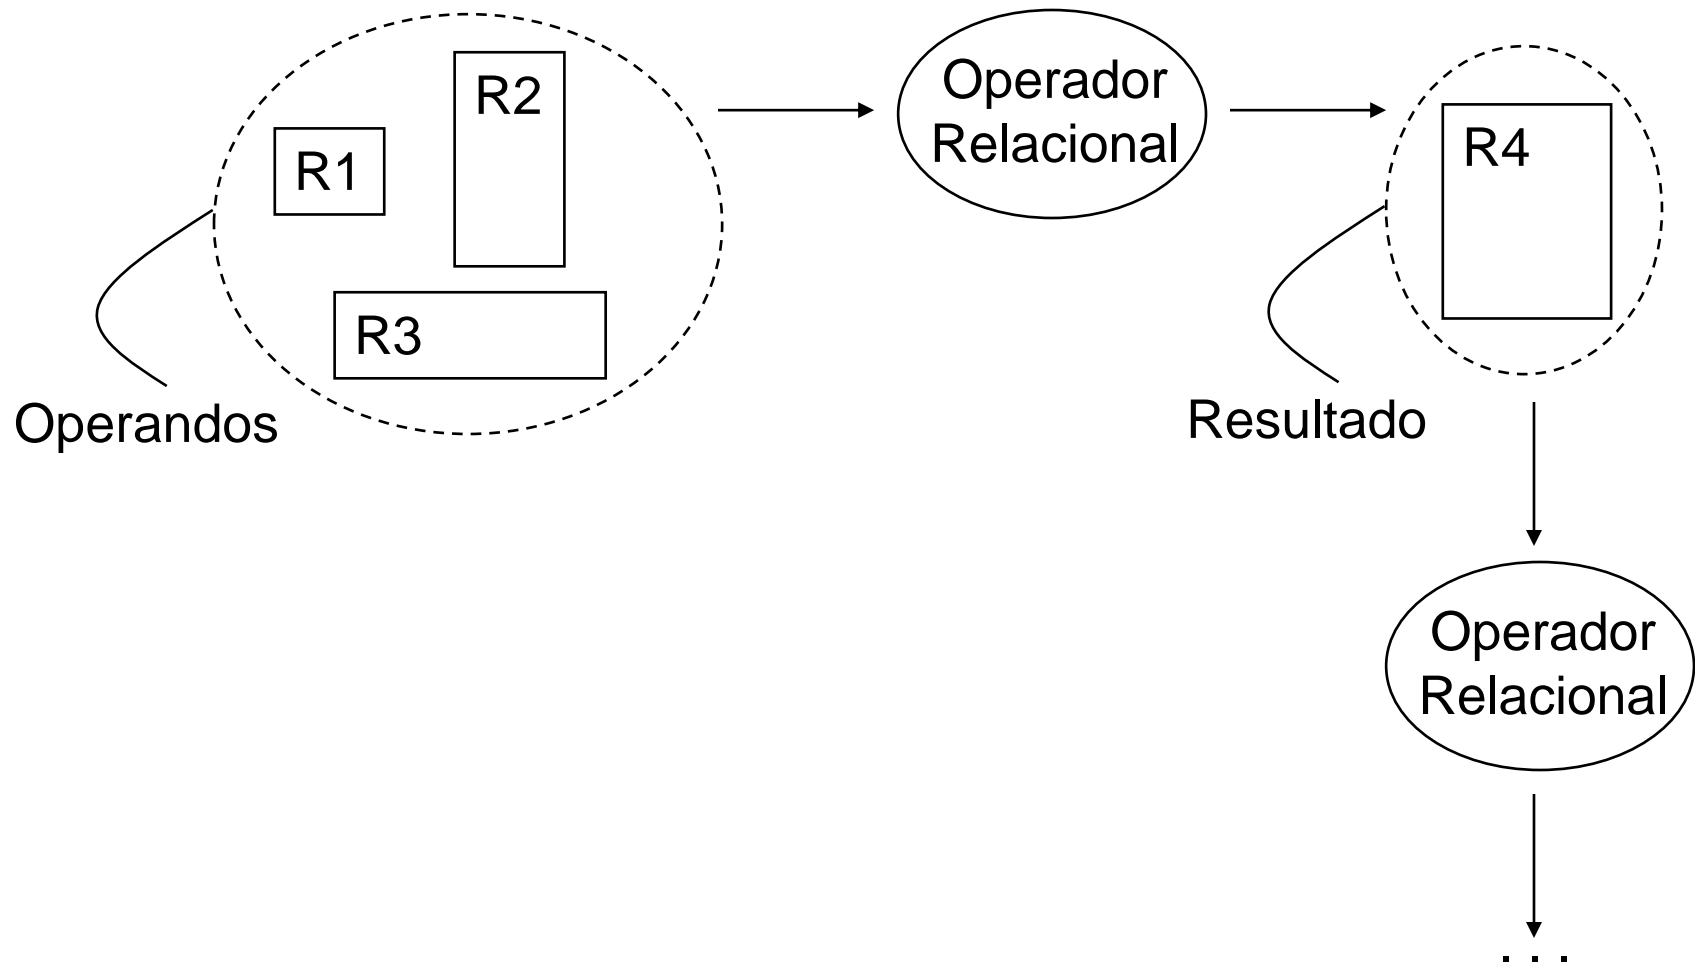 R2
R1
R3
Operandos
Operador
Relacional
R4
Resultado
Operador
Relacional
...